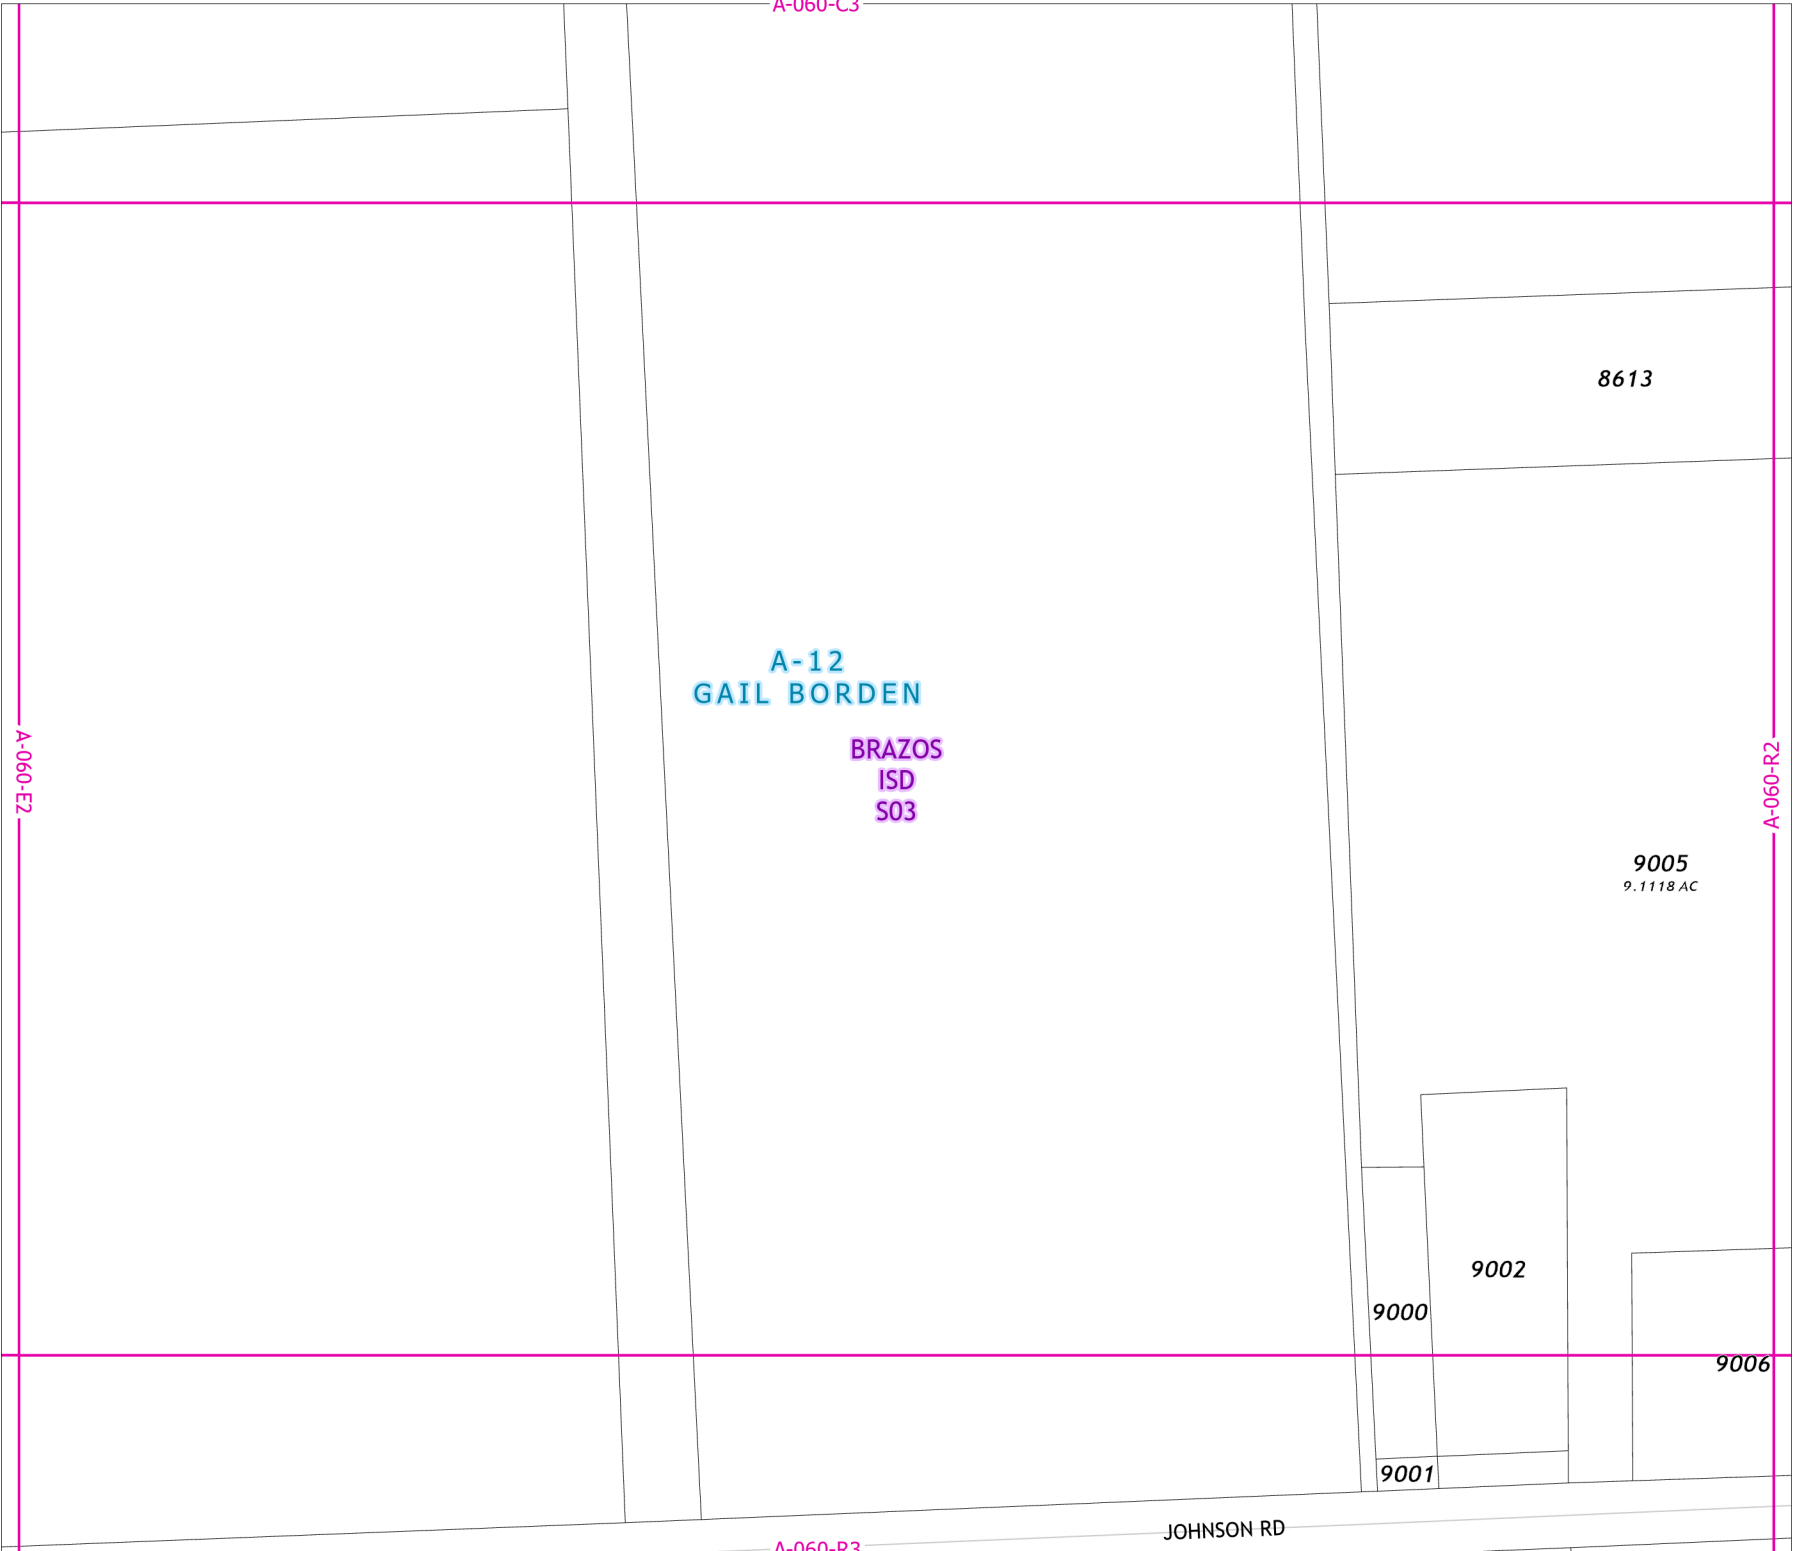 A-060-C3
8613
A-12
GAIL BORDEN
BRAZOS
ISD
S03
A-060-E2
A-060-R2
9005
9.1118 AC
9002
9000
9006
9001
JOHNSON RD
A-060-R3